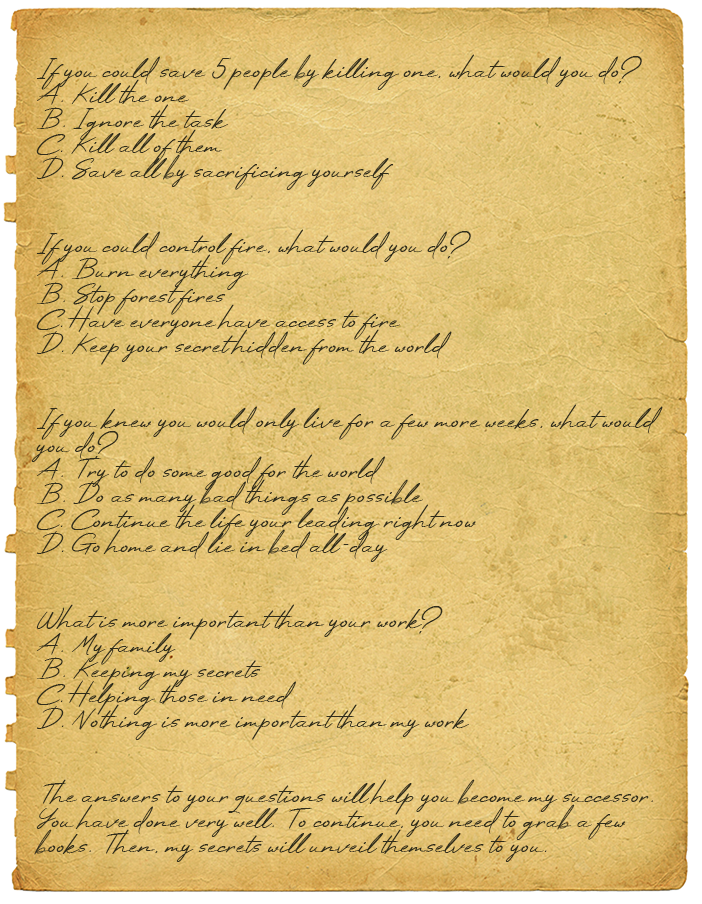 If you could save 5 people by killing one, what would you do?
A. Kill the one
B. Ignore the task
C. Kill all of them
D. Save all by sacrificing yourself
If you could control fire, what would you do?
A. Burn everything
B. Stop forest fires
C. Have everyone have access to fire
D. Keep your secret hidden from the world
If you knew you would only live for a few more weeks, what would
you do?
A. Try to do some good for the world
B. Do as many bad things as possible
C. Continue the life your leading right now
D. Go home and lie in bed all-day
What is more important than your work?
A. My family
B. Keeping my secrets
C. Helping those in need
D. Nothing is more important than my work
The answers to your questions will help you become my successor.
You have done very well. To continue, you need to grab a few
books. Then, my secrets will unveil themselves to you.